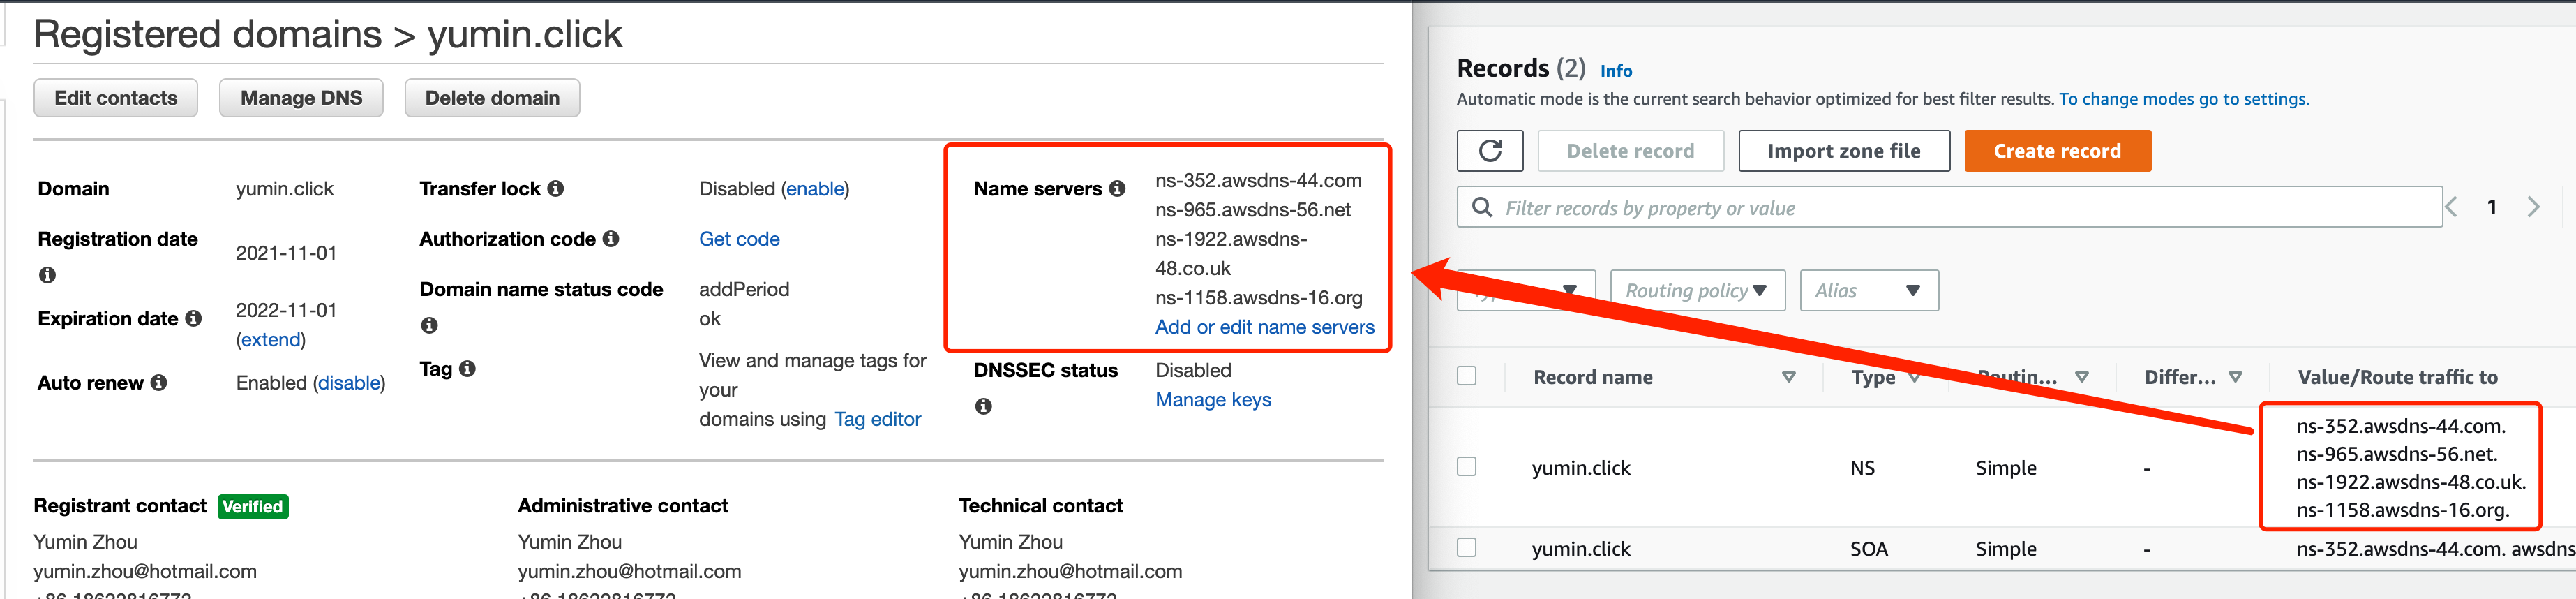 Registered domains > yumin.click
Edit contacts
Manage DNS
Delete domain
Domain
yumin.click
Registration date
2021-11-01
Expiration date
2022-11-01
(extend)
Auto renew
Enabled (disable)
Transfer lock
Disabled (enable)
Authorization code
Get code
Domain name status code
addPeriod
ok
Tag
View and manage tags for
your
domains using Tag editor
Name servers
ns-352.awsdns-44.com
ns-965.awsdns-56.net
ns-1922.awsdns-
48.co.uk
ns-1158.awsdns-16.org
Add or edit name servers
DNSSEC status
Disabled
Manage keys
Registrant contact Verified
Yumin Zhou
yumin.zhou@hotmail.com
Administrative contact
Yumin Zhou
yumin.zhou@hotmail.com
Technical contact
Yumin Zhou
yumin.zhou@hotmail.com
Records (2) Info
Automatic mode is the current search behavior optimized for best filter results. To change modes go to settings.
Delete record
Import zone file
Create record
Filter records by property or value
1
Routing policy
Alias
Record name
Type
Routin...
Differ...
Value/Route traffic to
yumin.click
NS
Simple
-
ns-352.awsdns-44.com.
ns-965.awsdns-56.net.
ns-1922.awsdns-48.co.uk.
ns-1158.awsdns-16.org.
yumin.click
SOA
Simple
-
ns-352.awsdns-44.com. awsdns